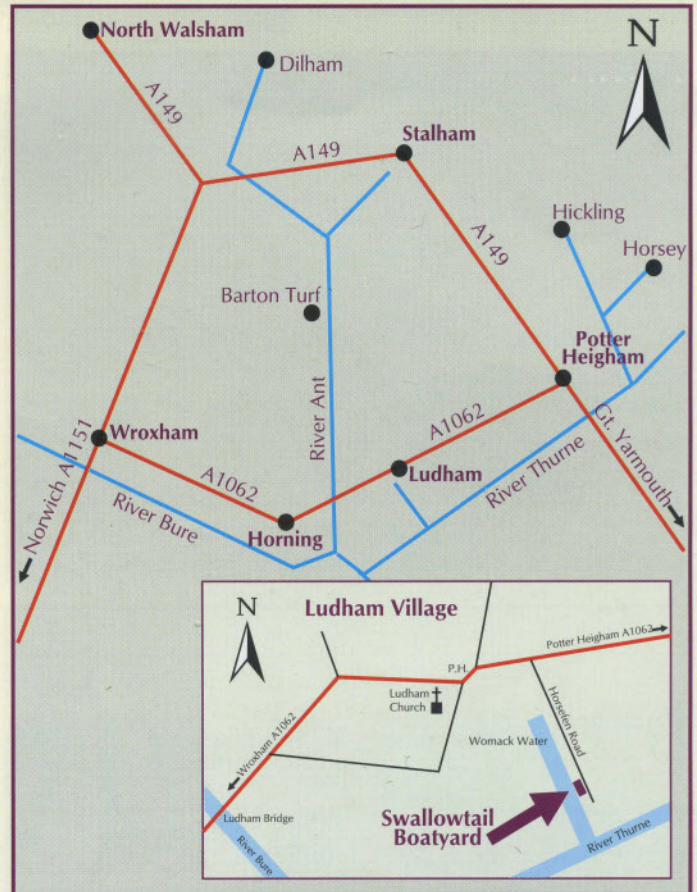 North Walsham
N
Dilham
A149
Stalham
A149
Hickling
Horsey
A149
Barton Turf
Potter
Heigham
River Ant
Wroxham
A1062
Gt. Yarmouth
Norwich A1151
A1062
Ludham
River Thurne
River Bure
Horning
N
Ludham Village
Potter Heigham A1062
P.H.
Ludham
Church
Horsefen Road
Wroxham A1062
Womack Water
Ludham Bridge
Swallowtail
Boatyard
River Bure
River Thurne